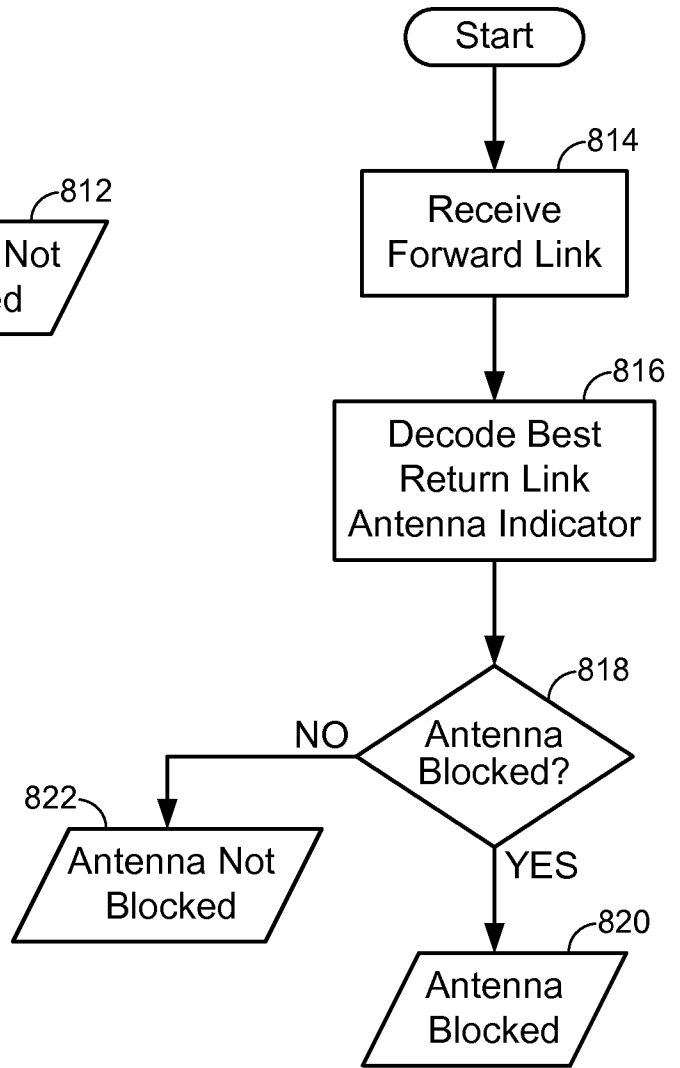 Start
814
Receive
Forward Link
812
Not
816
Decode Best
Return Link
Antenna Indicator
818
Antenna
Blocked?
NO
YES
822
Antenna Not
Blocked
820
Antenna
Blocked